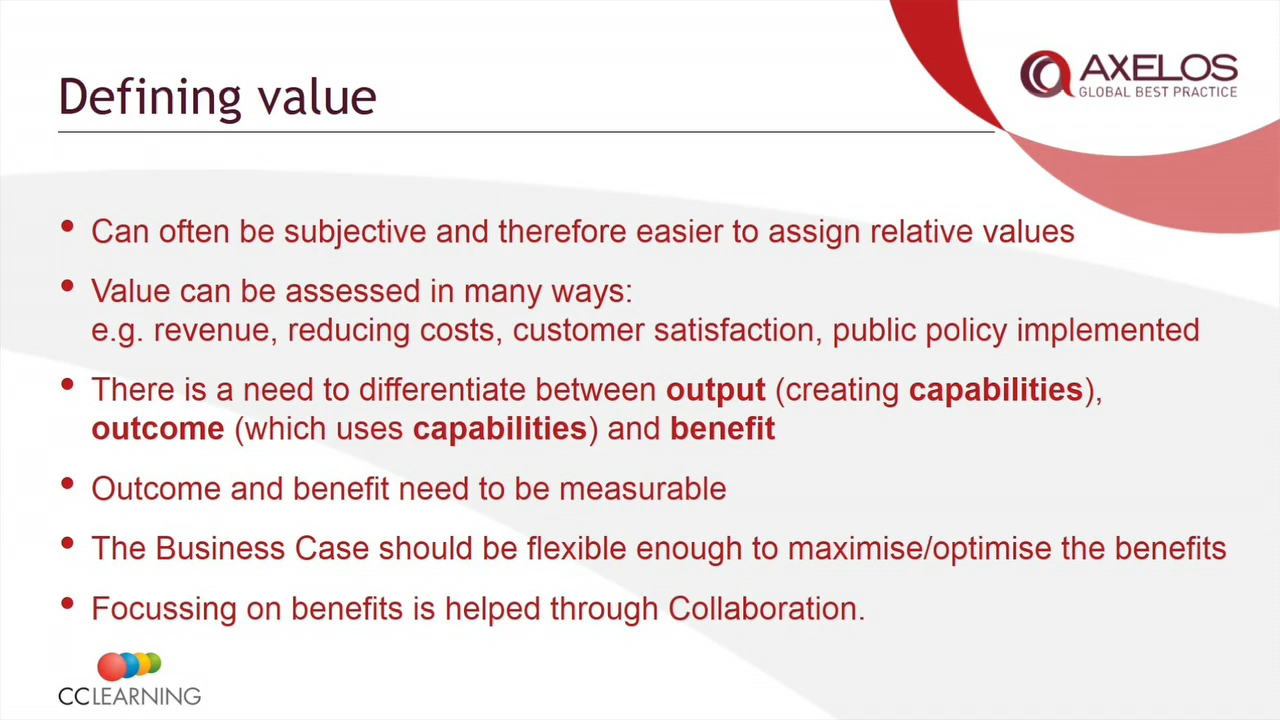 Defining value
AXELOS
GLOBAL BEST PRACTICE
• Can often be subjective and therefore easier to assign relative values
• Value can be assessed in many ways:
e.g. revenue, reducing costs, customer satisfaction, public policy implemented
• There is a need to differentiate between output (creating capabilities),
outcome (which uses capabilities) and benefit
• Outcome and benefit need to be measurable
• The Business Case should be flexible enough to maximise/optimise the benefits
• Focussing on benefits is helped through Collaboration.
CCLEARNING